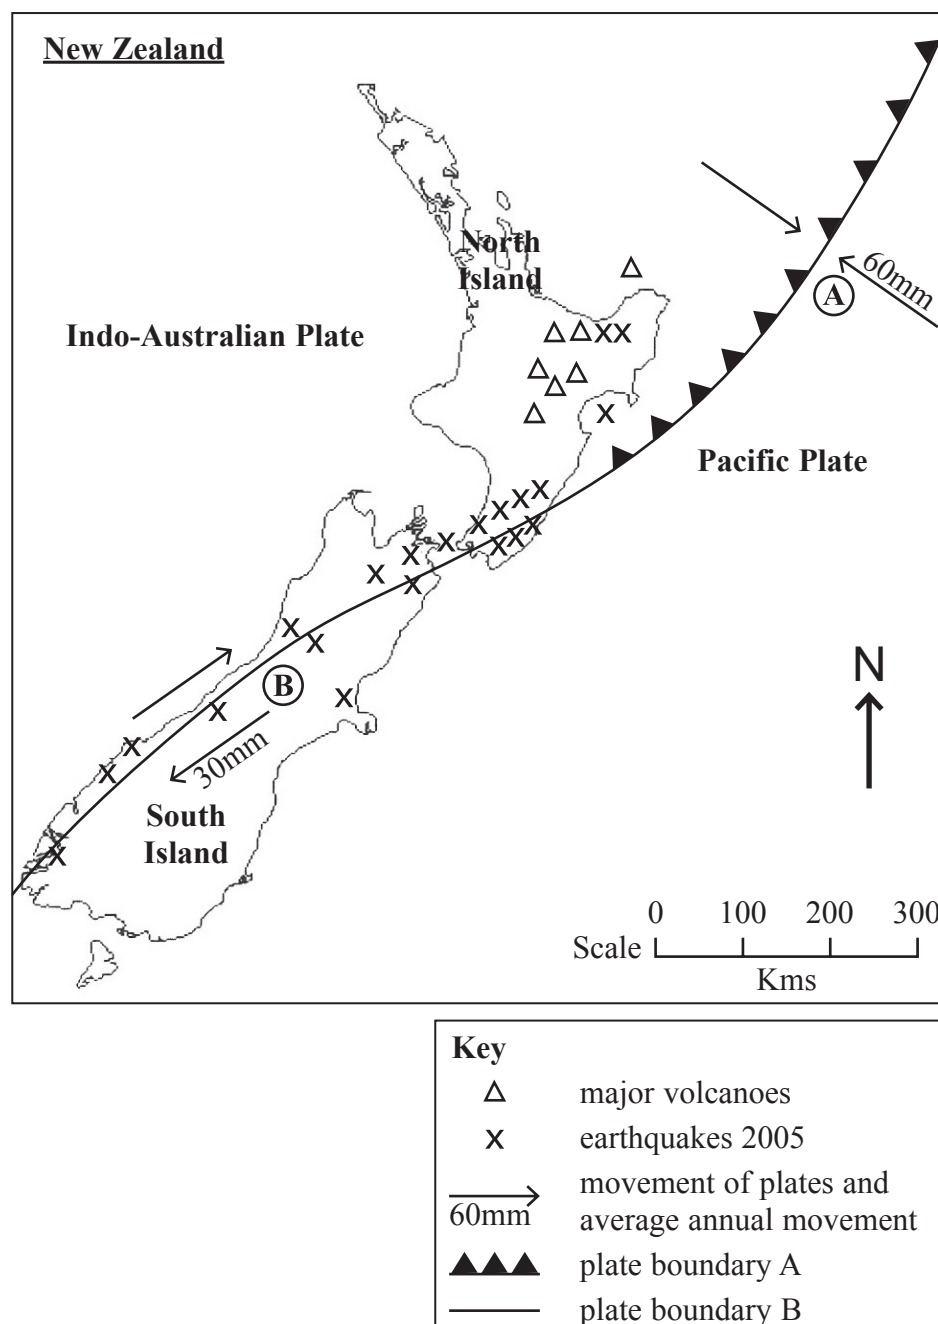 New Zealand
North
Island
Indo-Australian Plate
A
60mm
Pacific Plate
B
30mm
South
Island
N
0 100 200 300
Scale
Kms
Key
major volcanoes
x earthquakes 2005
60mm
movement of plates and
average annual movement
plate boundary A
plate boundary B